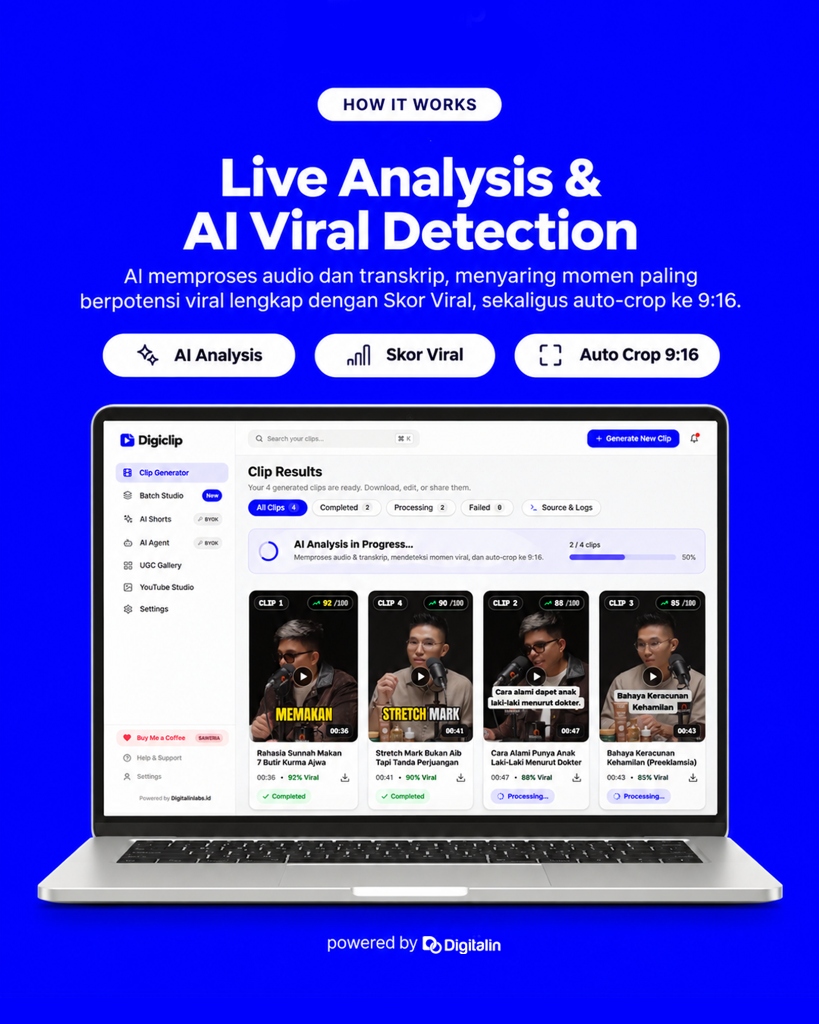 HOW IT WORKS
Live Analysis &
AI Viral Detection
AI memproses audio dan transkrip, menyaring momen paling
berpotensi viral lengkap dengan Skor Viral, sekaligus auto-crop ke 9:16.
AI Analysis
Skor Viral
Auto Crop 9:16
Digiclip
Search your clips...
⌘ K
+ Generate New Clip
Clip Generator
Batch Studio New
AI Shorts BYOK
AI Agent BYOK
UGC Gallery
YouTube Studio
Settings
Buy Me a Coffee SAWERIA
Help & Support
Settings
Powered by Digitalinlabs.id
Clip Results
Your 4 generated clips are ready. Download, edit, or share them.
All Clips 4
Completed 2
Processing 2
Failed 0
Source & Logs
AI Analysis in Progress...
Memproses audio & transkrip, mendeteksi momen viral, dan auto-crop ke 9:16.
2 / 4 clips
50%
CLIP 1
92 /100
MEMAKAN
00:36
Rahasia Sunnah Makan
7 Butir Kurma Ajwa
00:36 • 92% Viral
Completed
CLIP 4
90 /100
STRETCH MARK
00:41
Stretch Mark Bukan Aib
Tapi Tanda Perjuangan
00:41 • 90% Viral
Completed
CLIP 2
88 /100
Cara alami dapet anak
laki-laki menurut dokter.
00:47
Cara Alami Punya Anak
Laki-Laki Menurut Dokter
00:47 • 88% Viral
Processing...
CLIP 3
85 /100
Bahaya Keracunan
Kehamilan
00:43
Bahaya Keracunan
Kehamilan (Preeklamsia)
00:43 • 85% Viral
Processing...
powered by Digitalin